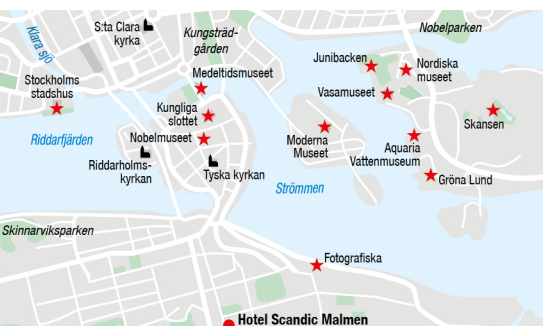 Klara sjö
S:ta Clara
kyrka
Kungsträd-
gården
Nobelparken
Stockholms
stadshus
Medeltidsmuseet
Junibacken
Nordiska
museet
Vasamuseet
Kungliga
slottet
Skansen
Riddarfjärden
Nobelmuseet
Moderna
Museet
Aquaria
Vattenmuseum
Riddarholms-
kyrkan
Tyska kyrkan
Gröna Lund
Strömmen
Skinnarviksparken
Fotografiska
Hotel Scandic Malmen